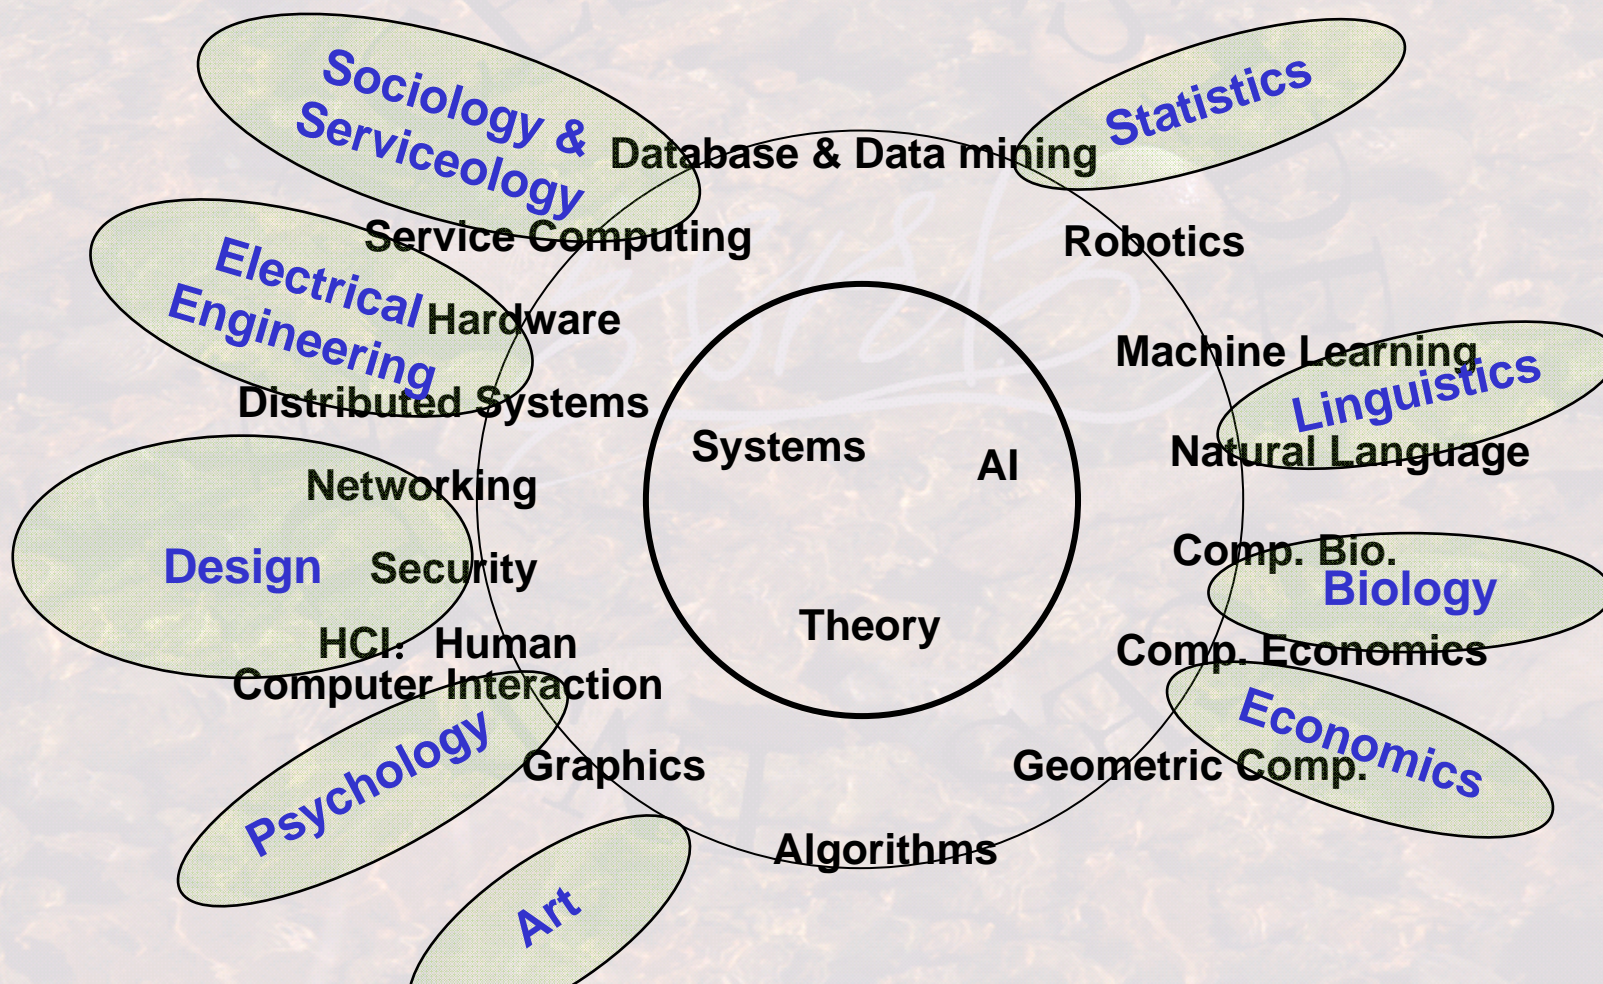 Sociology &
Serviceology
Statistics
Database & Data mining
Service Computing
Robotics
Electrical
Engineering
Hardware
Machine Learning
Linguistics
Distributed Systems
Systems
AI
Natural Language
Networking
Comp. Bio.
Design
Security
Biology
Theory
HCI: Human
Computer Interaction
Comp. Economics
Psychology
Economics
Graphics
Geometric Comp.
Algorithms
Art